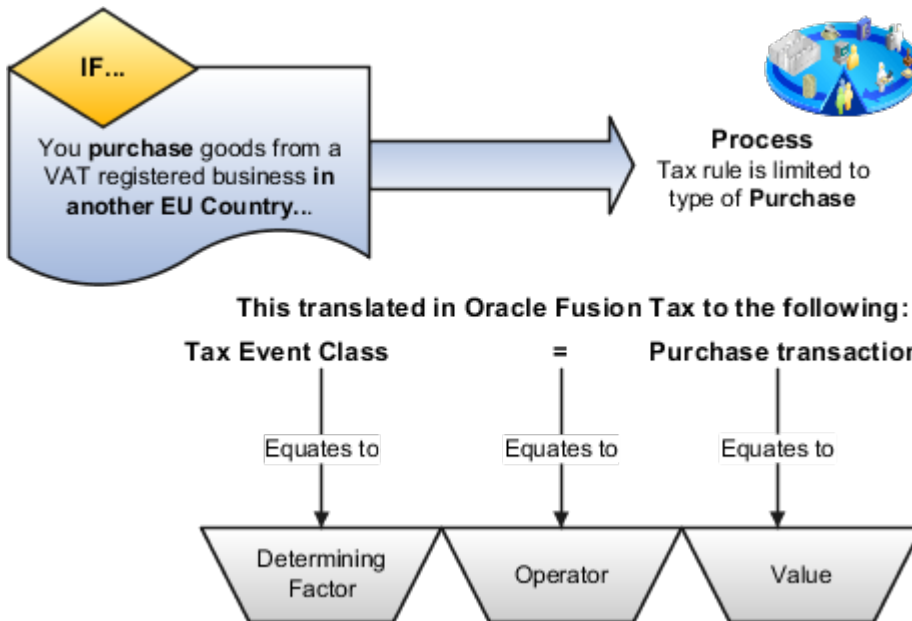 IF...
You purchase goods from a
VAT registered business in
another EU Country...
Process
Tax rule is limited to
type of Purchase
This translated in Oracle Fusion Tax to the following:
Tax Event Class = Purchase transaction
Equates to Equates to Equates to
Determining
Factor
Operator
Value